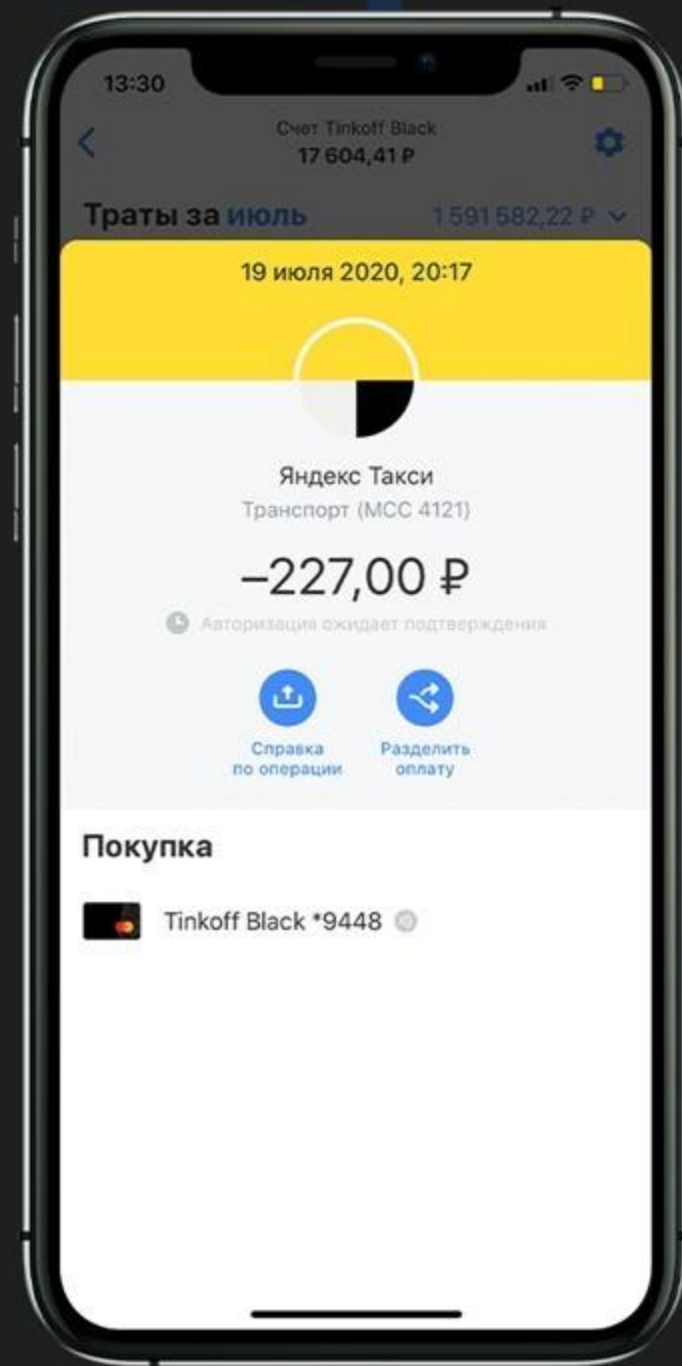 13:30
Счет Tinkoff Black
17 604,41 ₽
Траты за июль 1 591 582,22 ₽
19 июля 2020, 20:17
Яндекс Такси
Транспорт (MCC 4121)
–227,00 ₽
Авторизация ожидает подтверждения
Справка по операции
Разделить оплату
Покупка
Tinkoff Black *9448